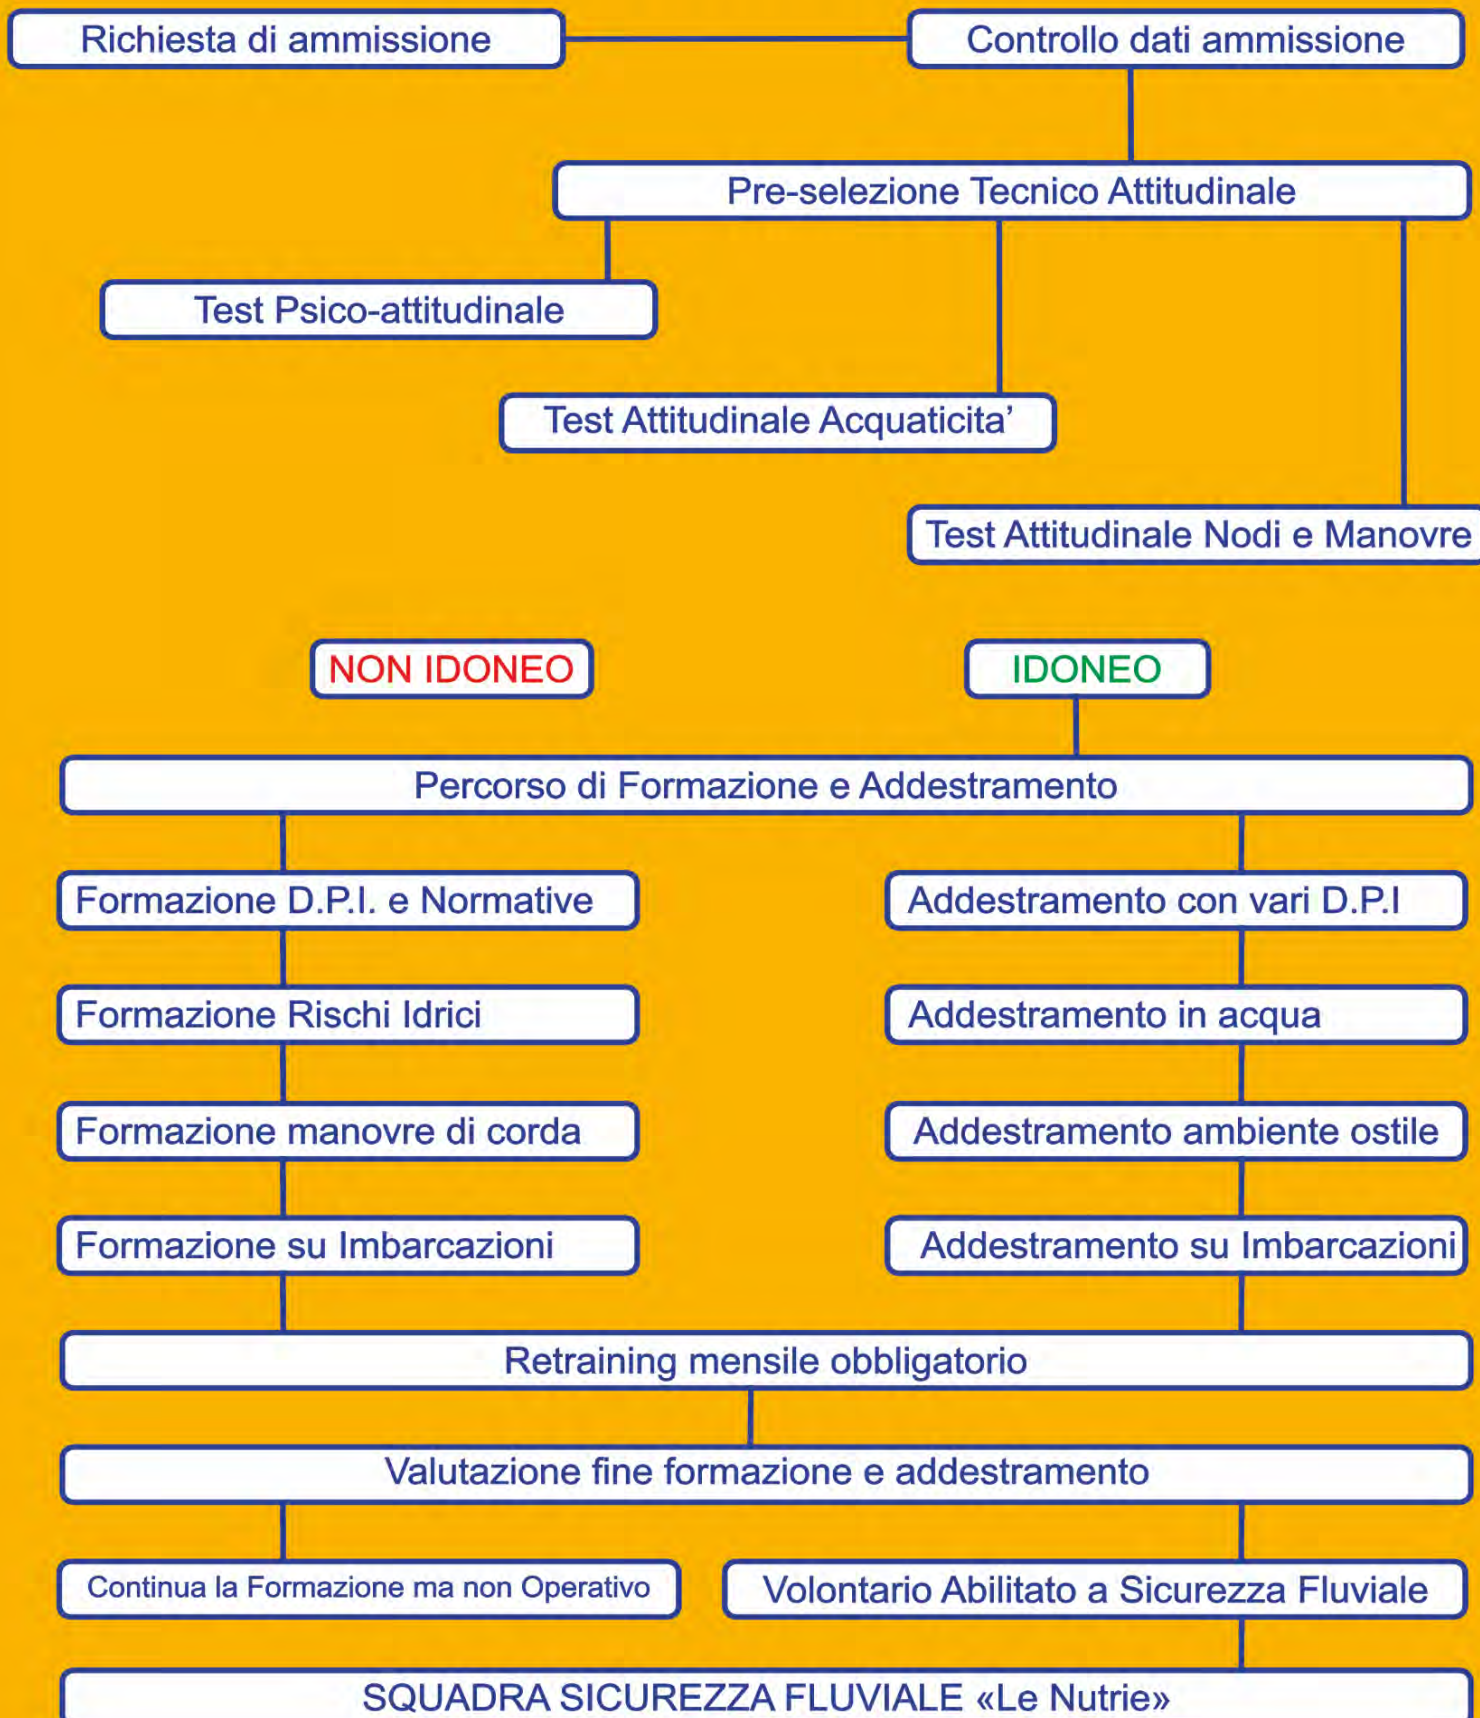 Richiesta di ammissione
Controllo dati ammissione
Pre-selezione Tecnico Attitudinale
Test Psico-attitudinale
Test Attitudinale Acquaticita'
Test Attitudinale Nodi e Manovre
NON IDONEO
IDONEO
Percorso di Formazione e Addestramento
Formazione D.P.I. e Normative
Addestramento con vari D.P.I
Formazione Rischi Idrici
Addestramento in acqua
Formazione manovre di corda
Addestramento ambiente ostile
Formazione su Imbarcazioni
Addestramento su Imbarcazioni
Retraining mensile obbligatorio
Valutazione fine formazione e addestramento
Continua la Formazione ma non Operativo
Volontario Abilitato a Sicurezza Fluviale
SQUADRA SICUREZZA FLUVIALE «Le Nutrie»